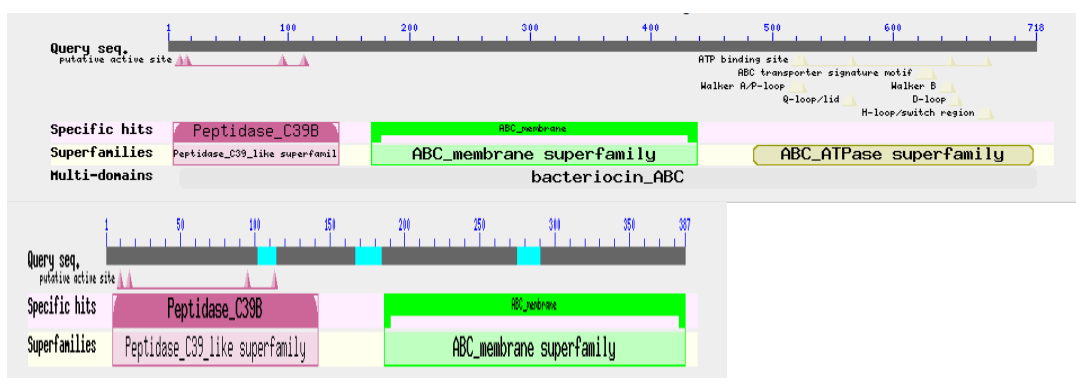 1 100 200 300 400 500 600 718
Query seq.
putative active site
ATP binding site
ABC transporter signature motif
Walker A/P-loop Walker B
Q-loop/lid D-loop
H-loop/switch region
Specific hits Peptidase_C39B ABC_membrane
Superfamilies Peptidase_C39_like superfamil ABC_membrane superfamily ABC_ATPase superfamily
Multi-domains bacteriocin_ABC
1 50 100 150 200 250 300 350 387
Query seq.
putative active site
Specific hits Peptidase_C39B ABC_membrane
Superfamilies Peptidase_C39_like superfamily ABC_membrane superfamily